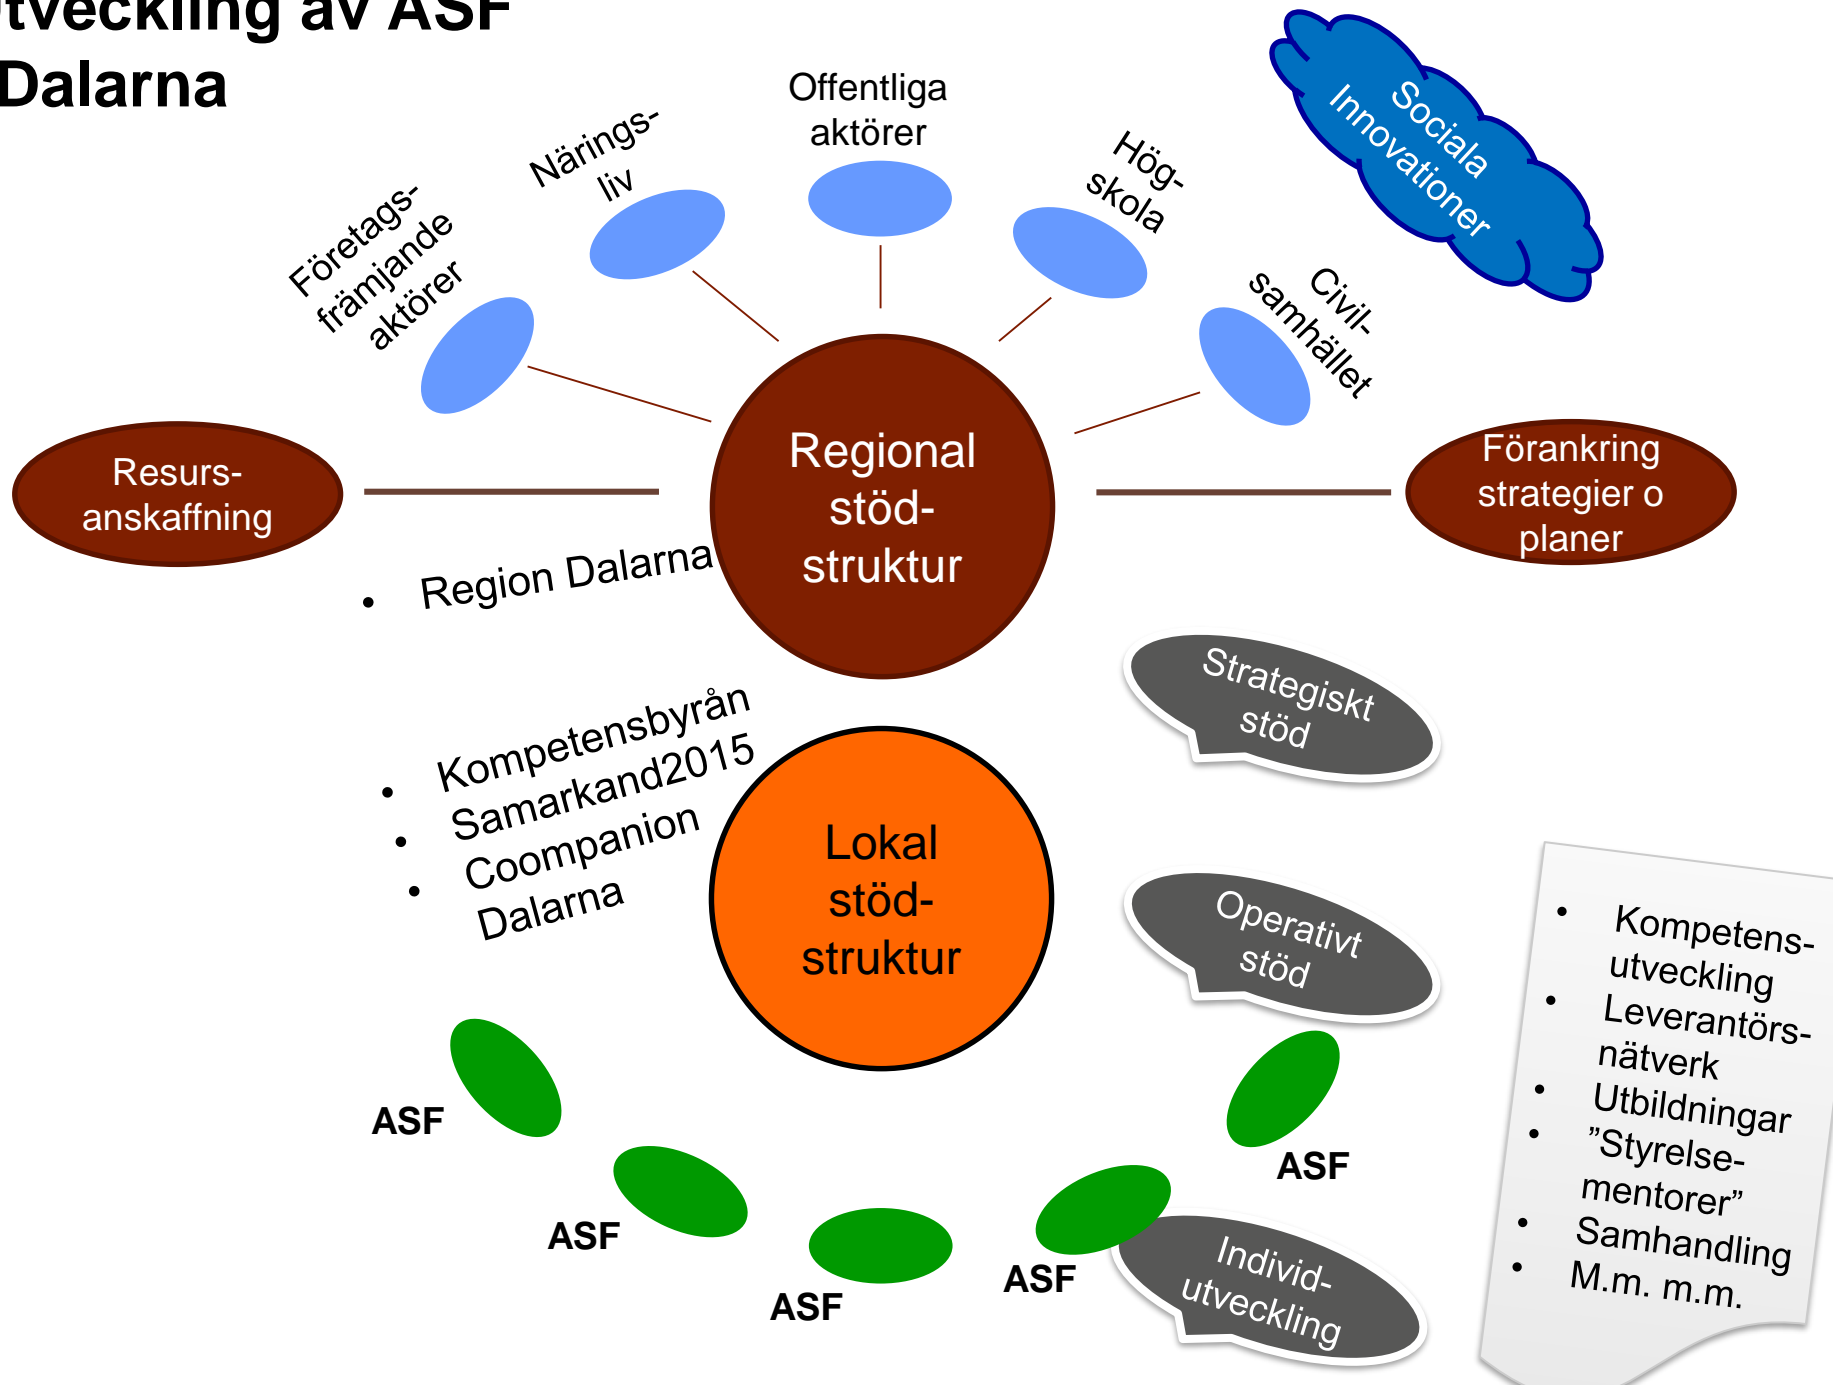 tveckling av ASF
Dalarna
Företags-
främjande
aktörer
Närings-
liv
Offentliga
aktörer
Hög-
skola
Civil-
samhället
Sociala
Innovationer
Resurs-
anskaffning
Regional
stöd-
struktur
Förankring
strategier o
planer
• Region Dalarna
• Kompetensbyrån
• Samarkand2015
• Coompanion
Dalarna
Lokal
stöd-
struktur
Strategiskt
stöd
Operativt
stöd
Individ-
utveckling
ASF
ASF
ASF
ASF
ASF
• Kompetens-
utveckling
• Leverantörs-
nätverk
• Utbildningar
• ”Styrelse-
mentorer”
• Samhandling
• M.m. m.m.